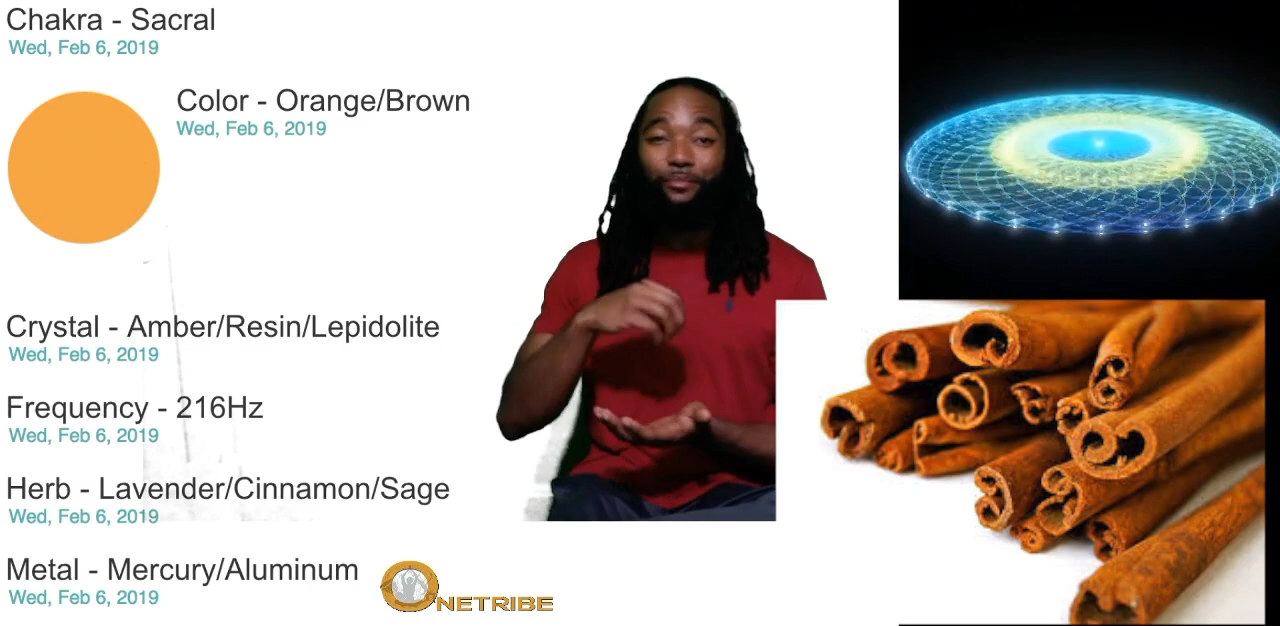 Chakra - Sacral
Wed, Feb 6, 2019
Color - Orange/Brown
Wed, Feb 6, 2019
Crystal - Amber/Resin/Lepidolite
Wed, Feb 6, 2019
Frequency - 216Hz
Wed, Feb 6, 2019
Herb - Lavender/Cinnamon/Sage
Wed, Feb 6, 2019
Metal - Mercury/Aluminum
Wed, Feb 6, 2019
ONETRIBE